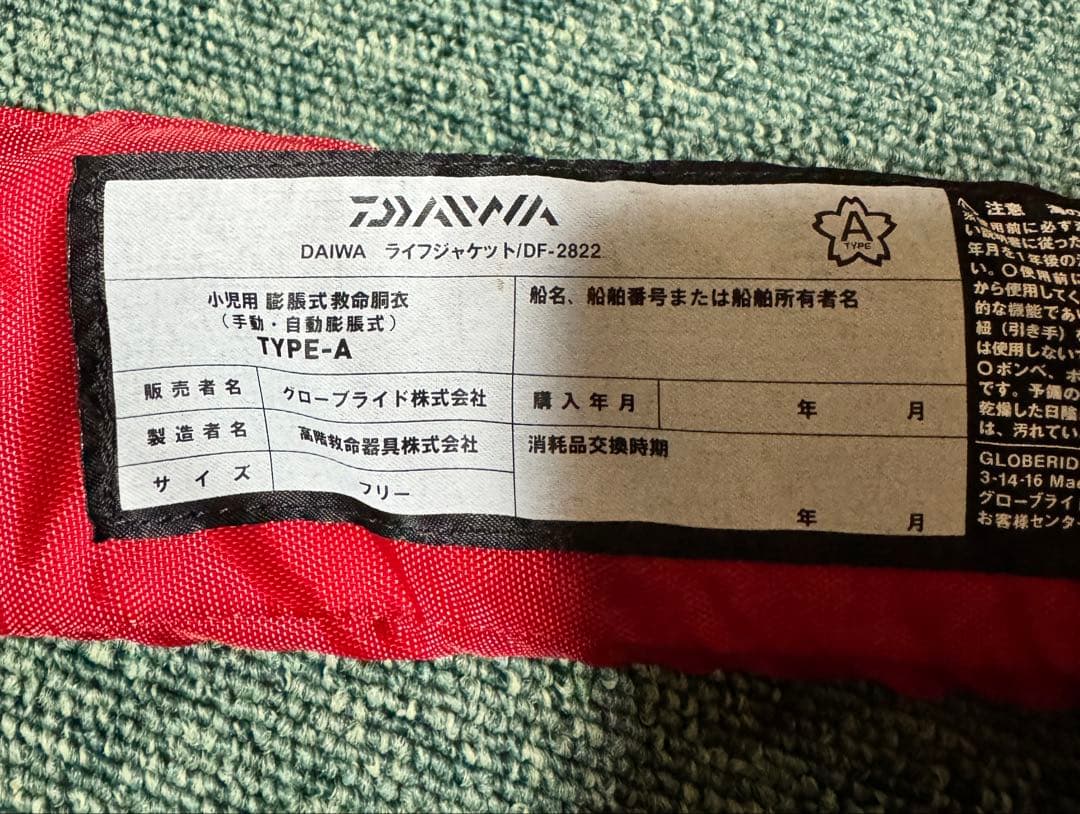 DAIWA
DAIWA ライフジャケット/DF-2822
A
TYPE
小児用 膨脹式救命胴衣
(手動・自動膨脹式)
TYPE-A
船名、船舶番号または船舶所有者名
販売者名 グローブライド株式会社
購入年月 年 月
製造者名 高階救命器具株式会社
消耗品交換時期
サイズ フリー
年 月
注意
用前に必ず
い説明書に従った
年月を1年後の
い。〇使用前に
から使用してく
的な機能であ
紐(引き手)
は使用しない
〇ボンベ、ボ
です。予備の
乾燥した日陰
は、汚れてい
GLOBERID
3-14-16 Mae
グローブライ
お客様センタ